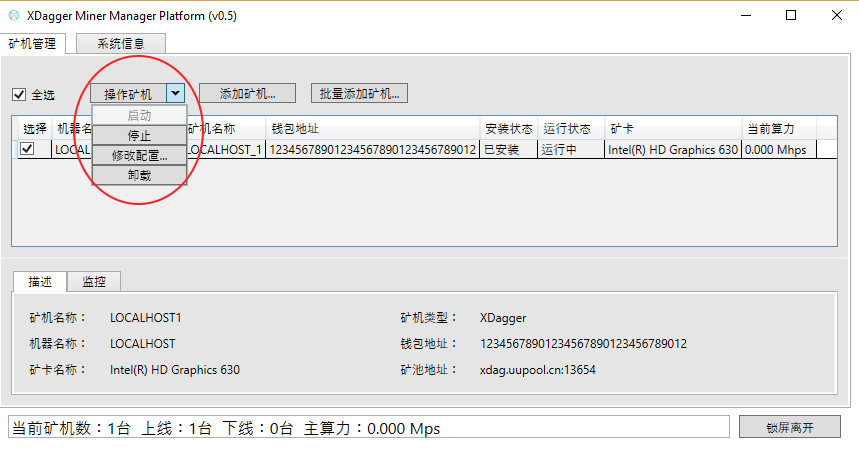 XDagger Miner Manager Platform (v0.5)
矿机管理 系统信息
全选 操作矿机 添加矿机... 批量添加矿机...
启动
停止
修改配置...
卸载
选择 机器名 矿机名称 钱包地址 安装状态 运行状态 矿卡 当前算力
LOCAL LOCALHOST_1 12345678901234567890123456789012 已安装 运行中 Intel(R) HD Graphics 630 0.000 Mhps
描述 监控
矿机名称： LOCALHOST1 矿机类型： XDagger
机器名称： LOCALHOST 钱包地址： 12345678901234567890123456789012
矿卡名称： Intel(R) HD Graphics 630 矿池地址： xdag.uupool.cn:13654
当前矿机数：1台 上线：1台 下线：0台 主算力：0.000 Mps 锁屏离开